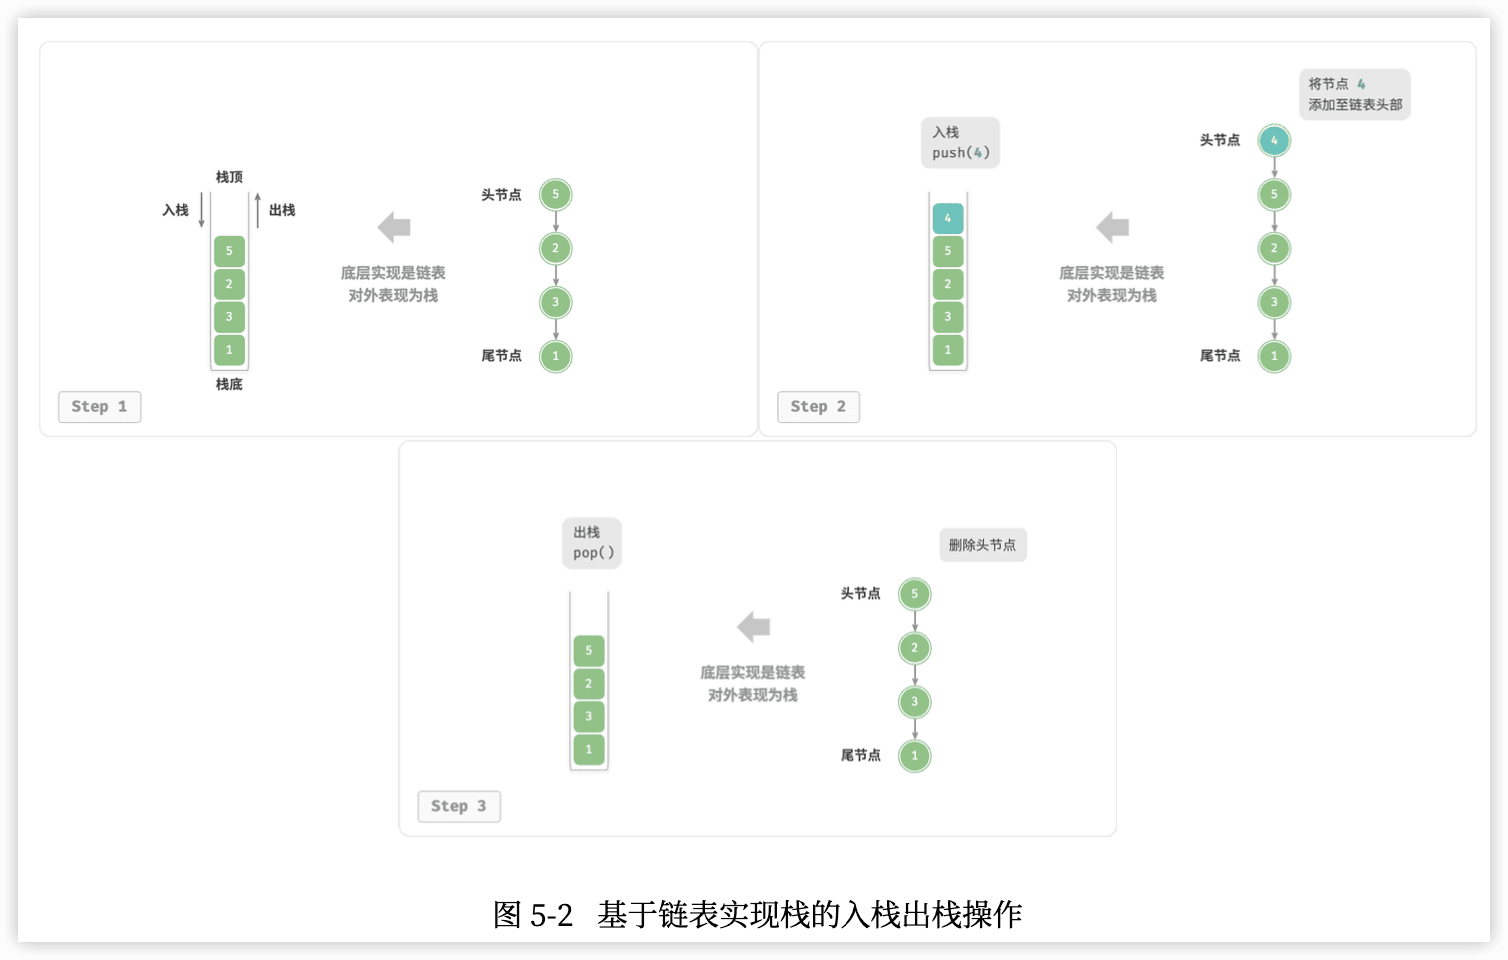 栈顶
入栈
出栈
5
2
3
1
栈底
底层实现是链表
对外表现为栈
头节点
5
2
3
尾节点
1
Step 1
入栈
push(4)
4
5
2
3
1
底层实现是链表
对外表现为栈
将节点 4
添加至链表头部
头节点
4
5
2
3
尾节点
1
Step 2
出栈
pop()
5
2
3
1
底层实现是链表
对外表现为栈
删除头节点
头节点
5
2
3
尾节点
1
Step 3
图 5-2 基于链表实现栈的入栈出栈操作